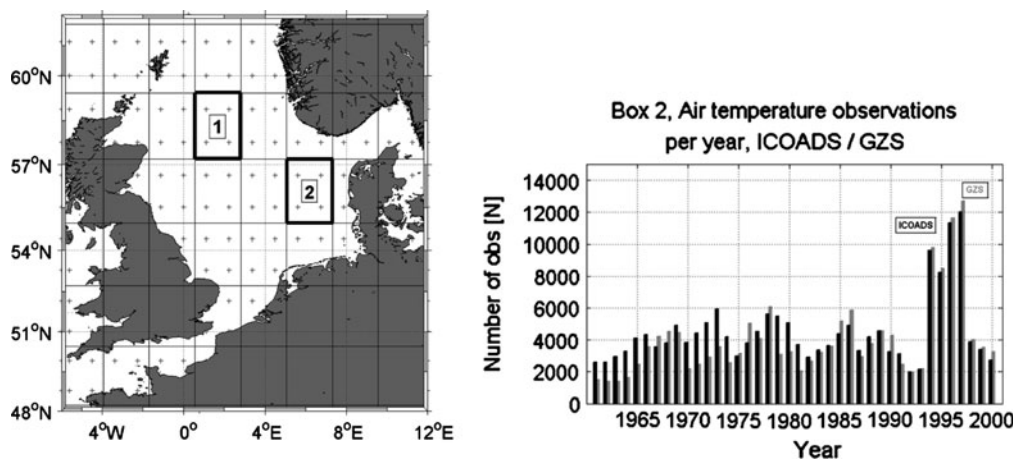 60°N
57°N
54°N
51°N
48°N
4°W
0°
4°E
8°E
12°E
1
2
Box 2, Air temperature observations
per year, ICOADS / GZS
Number of obs [N]
14000
12000
10000
8000
6000
4000
2000
0
ICOADS
GZS
1965
1970
1975
1980
1985
1990
1995
2000
Year